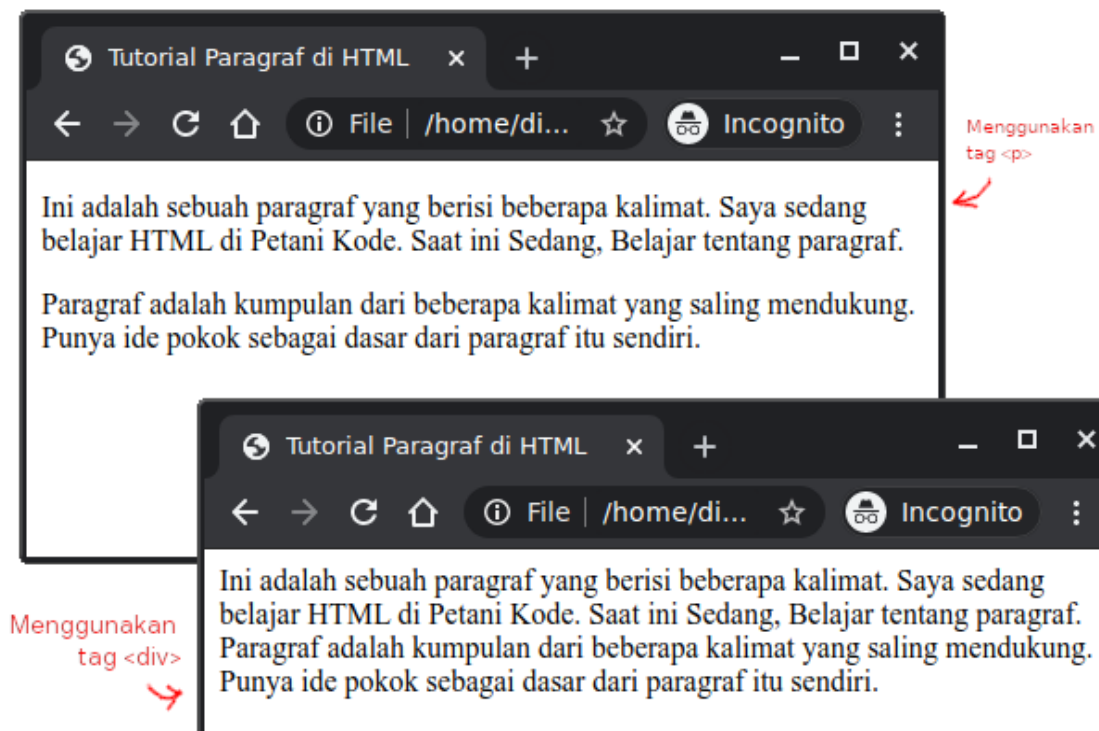 Tutorial Paragraf di HTML
File | /home/di...
Incognito
Menggunakan
tag <p>
Ini adalah sebuah paragraf yang berisi beberapa kalimat. Saya sedang
belajar HTML di Petani Kode. Saat ini Sedang, Belajar tentang paragraf.
Paragraf adalah kumpulan dari beberapa kalimat yang saling mendukung.
Punya ide pokok sebagai dasar dari paragraf itu sendiri.
Tutorial Paragraf di HTML
File | /home/di...
Incognito
Menggunakan
tag <div>
Ini adalah sebuah paragraf yang berisi beberapa kalimat. Saya sedang
belajar HTML di Petani Kode. Saat ini Sedang, Belajar tentang paragraf.
Paragraf adalah kumpulan dari beberapa kalimat yang saling mendukung.
Punya ide pokok sebagai dasar dari paragraf itu sendiri.